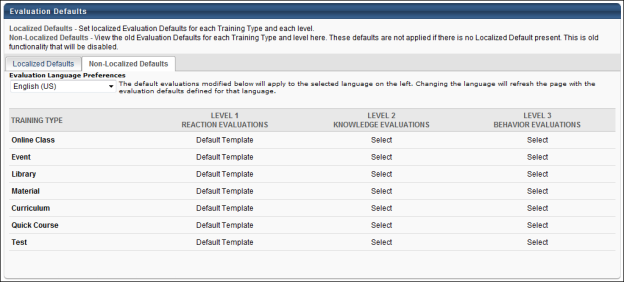 Evaluation Defaults
Localized Defaults - Set localized Evaluation Defaults for each Training Type and each level.
Non-Localized Defaults - View the old Evaluation Defaults for each Training Type and level here. These defaults are not applied if there is no Localized Default present. This is old
functionality that will be disabled.
Localized Defaults Non-Localized Defaults
Evaluation Language Preferences
English (US) The default evaluations modified below will apply to the selected language on the left. Changing the language will refresh the page with the
evaluation defaults defined for that language.
TRAINING TYPE LEVEL 1 REACTION EVALUATIONS LEVEL 2 KNOWLEDGE EVALUATIONS LEVEL 3 BEHAVIOR EVALUATIONS
Online Class Default Template Select Select
Event Default Template Select Select
Library Default Template Select Select
Material Default Template Select Select
Curriculum Default Template Select Select
Quick Course Default Template Select Select
Test Default Template Select Select